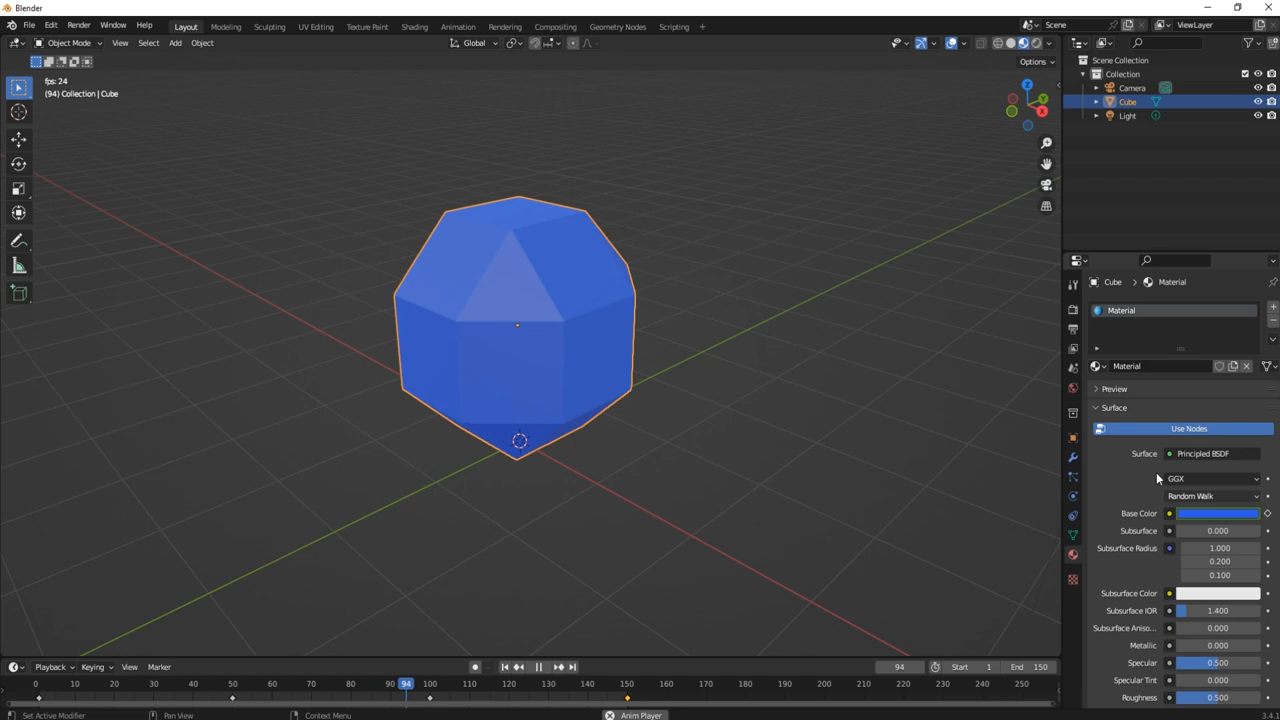 Blender
File Edit Render Window Help Layout Modeling Sculpting UV Editing Texture Paint Shading Animation Rendering Compositing Geometry Nodes Scripting + Scene ViewLayer
Object Mode View Select Add Object Global
Options
fps: 24
(94) Collection | Cube
Z
Y
X
Scene Collection
Collection
Camera
Cube
Light
Cube Material
Material
Material
Preview
Surface
Use Nodes
Surface Principled BSDF
GGX
Random Walk
Base Color
Subsurface 0.000
Subsurface Radius 1.000
0.200
0.100
Subsurface Color
Subsurface IOR 1.400
Subsurface Aniso... 0.000
Metallic 0.000
Specular 0.500
Specular Tint 0.000
Roughness 0.500
Playback Keying View Marker 94 Start 1 End 150
0 10 20 30 40 50 60 70 80 90 94 100 110 120 130 140 150 160 170 180 190 200 210 220 230 240 250
Set Active Modifier Pan View Context Menu Anim Player 3.4.1